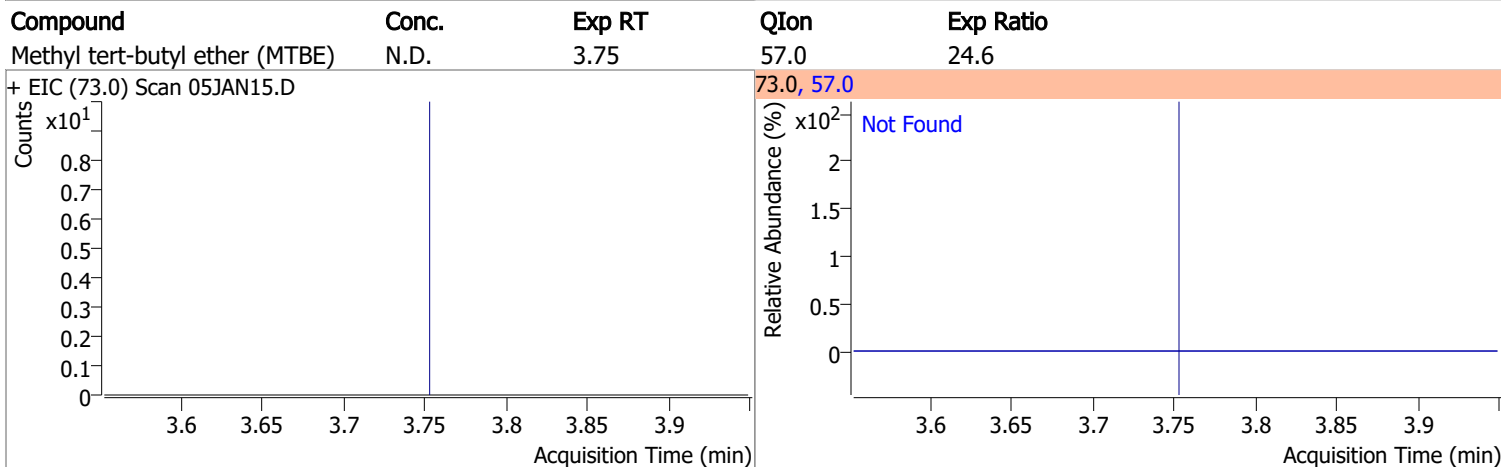 Compound Conc. Exp RT QIon Exp Ratio
Methyl tert-butyl ether (MTBE) N.D. 3.75 57.0 24.6
+ EIC (73.0) Scan 05JAN15.D
Counts
x10¹
0.8
0.7
0.6
0.5
0.4
0.3
0.2
0.1
0
3.6 3.65 3.7 3.75 3.8 3.85 3.9
Acquisition Time (min)
73.0, 57.0
Relative Abundance (%)
x10²
Not Found
2
1.5
1
0.5
0
3.6 3.65 3.7 3.75 3.8 3.85 3.9
Acquisition Time (min)